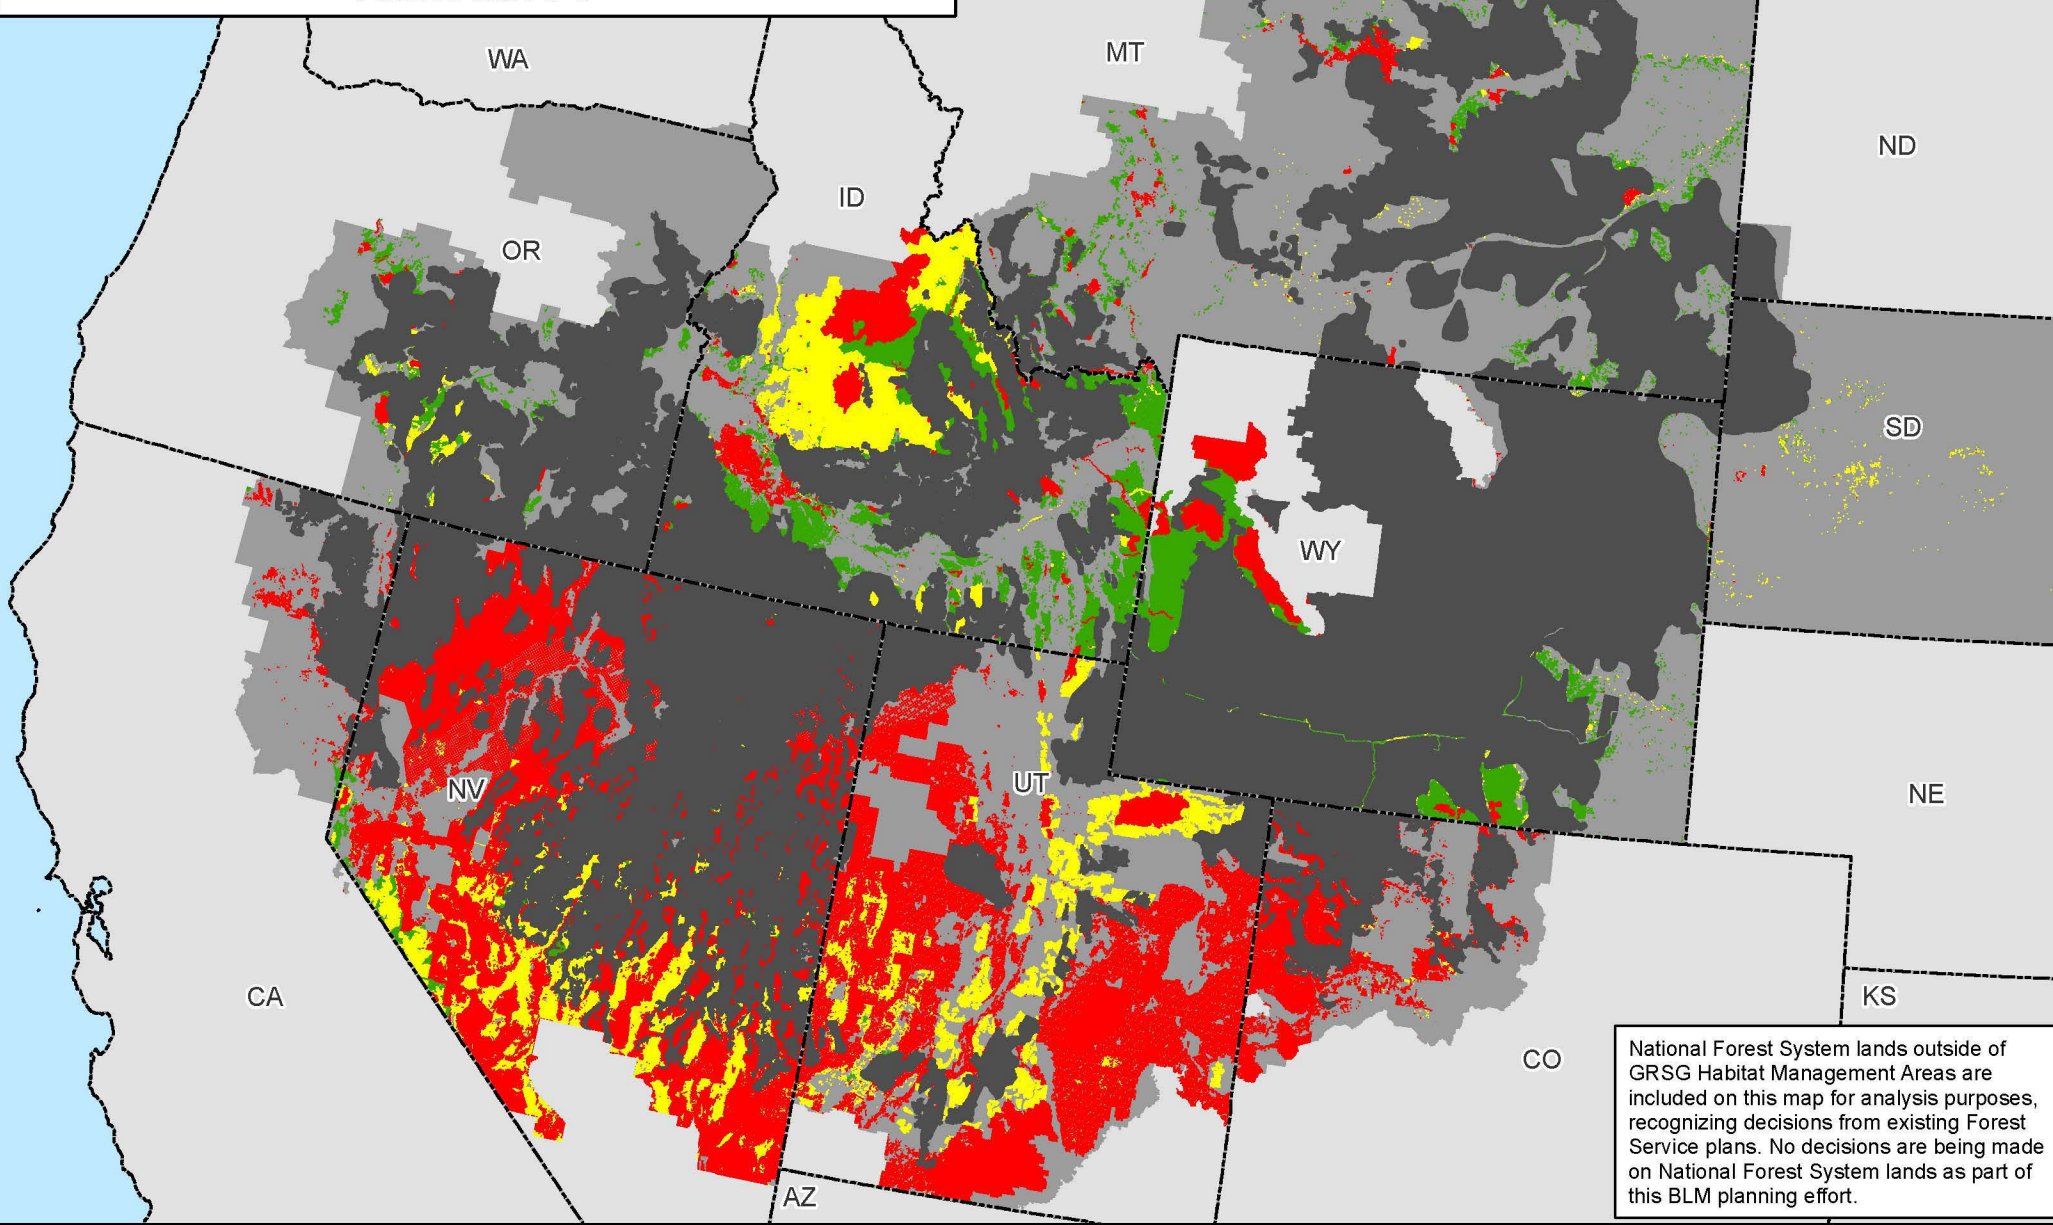 WA
MT
ND
ID
OR
SD
WY
NV
UT
NE
CA
KS
CO
AZ
National Forest System lands outside of
GRSG Habitat Management Areas are
included on this map for analysis purposes,
recognizing decisions from existing Forest
Service plans. No decisions are being made
on National Forest System lands as part of
this BLM planning effort.